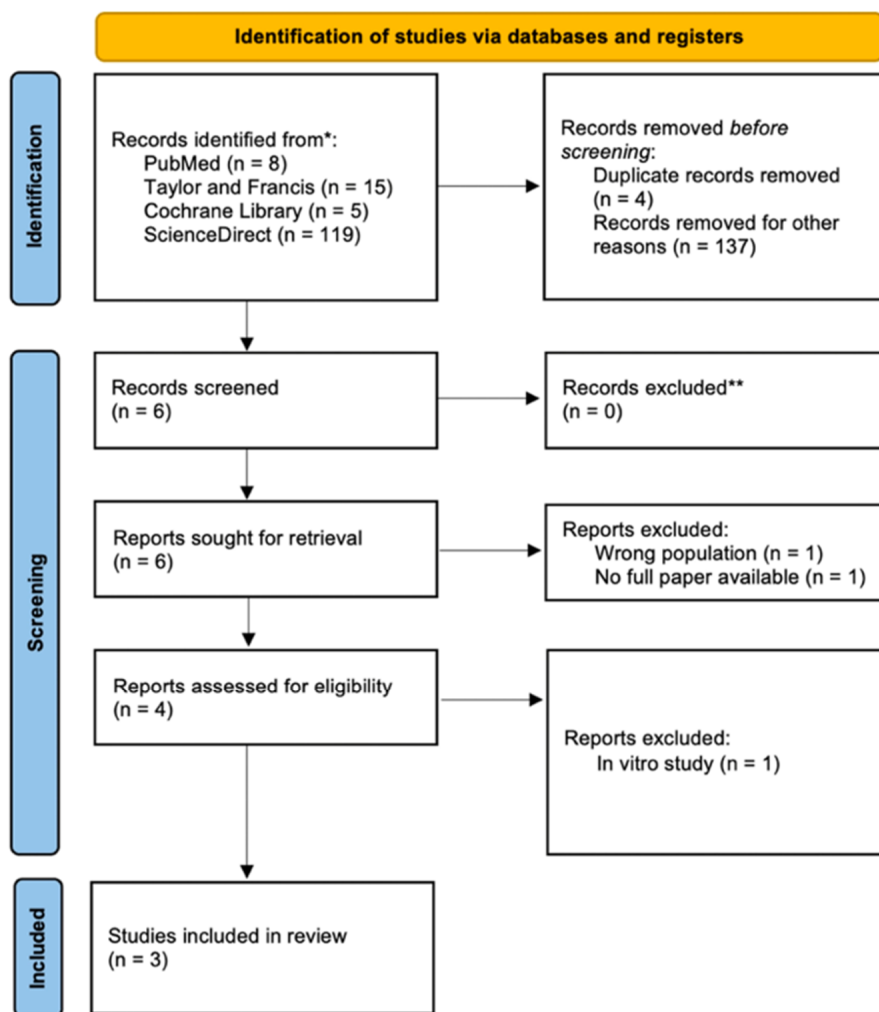 Identification of studies via databases and registers
Identification
Records identified from*:
PubMed (n = 8)
Taylor and Francis (n = 15)
Cochrane Library (n = 5)
ScienceDirect (n = 119)
Records removed before
screening:
Duplicate records removed
(n = 4)
Records removed for other
reasons (n = 137)
Screening
Records screened
(n = 6)
Records excluded**
(n = 0)
Reports sought for retrieval
(n = 6)
Reports excluded:
Wrong population (n = 1)
No full paper available (n = 1)
Reports assessed for eligibility
(n = 4)
Reports excluded:
In vitro study (n = 1)
Included
Studies included in review
(n = 3)